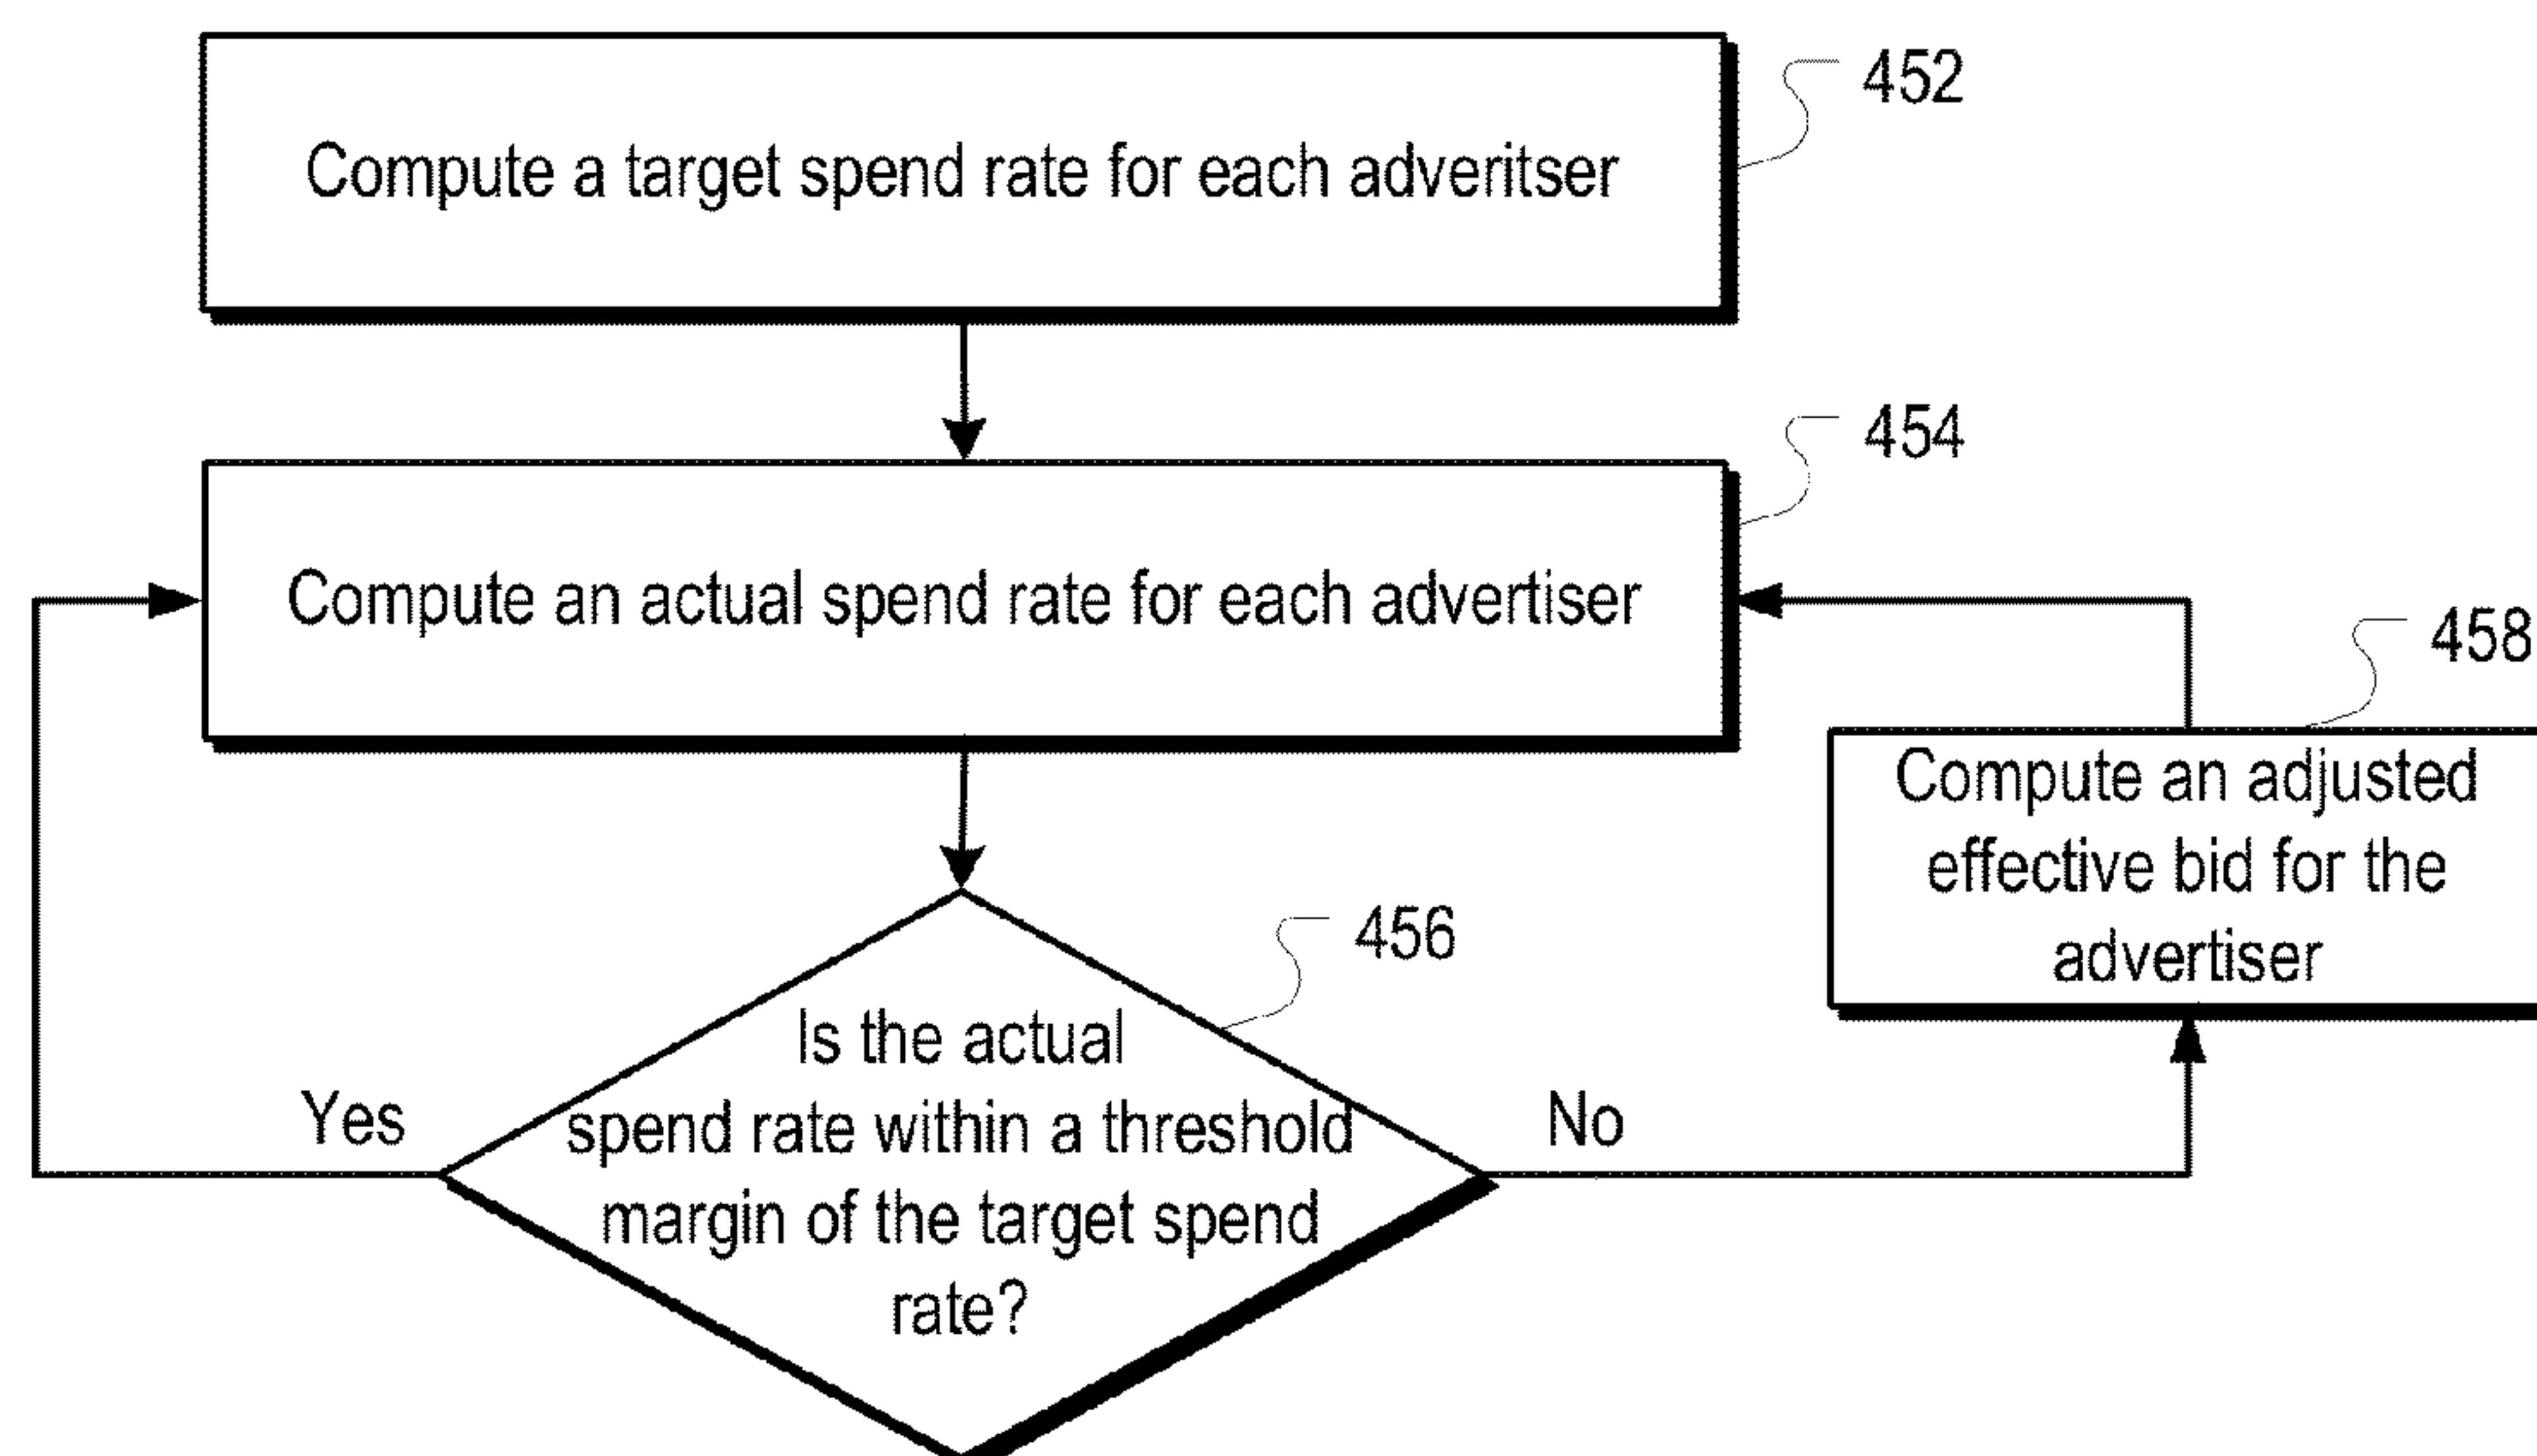 452
Compute a target spend rate for each adveritser
454
Compute an actual spend rate for each advertiser
458
Compute an adjusted
effective bid for the
advertiser
456
Is the actual
spend rate within a threshold
margin of the target spend
rate?
Yes
No